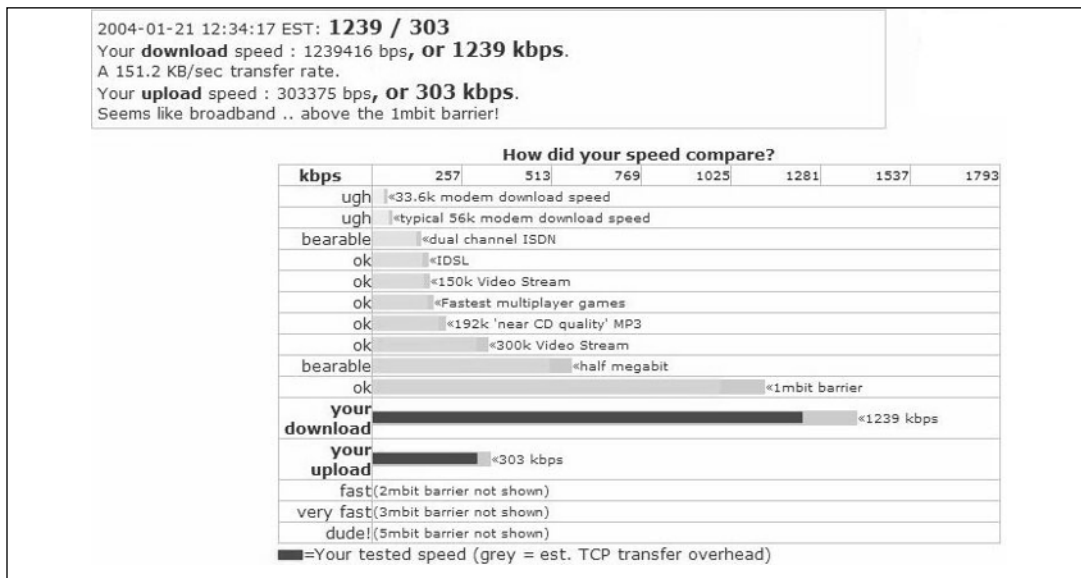 2004-01-21 12:34:17 EST: 1239 / 303
Your download speed : 1239416 bps, or 1239 kbps.
A 151.2 KB/sec transfer rate.
Your upload speed : 303375 bps, or 303 kbps.
Seems like broadband .. above the 1mbit barrier!
How did your speed compare?
kbps 257 513 769 1025 1281 1537 1793
ugh «33.6k modem download speed
ugh «typical 56k modem download speed
bearable «dual channel ISDN
ok «IDSL
ok «150k Video Stream
ok «Fastest multiplayer games
ok «192k 'near CD quality' MP3
ok «300k Video Stream
bearable «half megabit
ok «1mbit barrier
your
download «1239 kbps
your
upload «303 kbps
fast (2mbit barrier not shown)
very fast (3mbit barrier not shown)
dude! (5mbit barrier not shown)
=Your tested speed (grey = est. TCP transfer overhead)